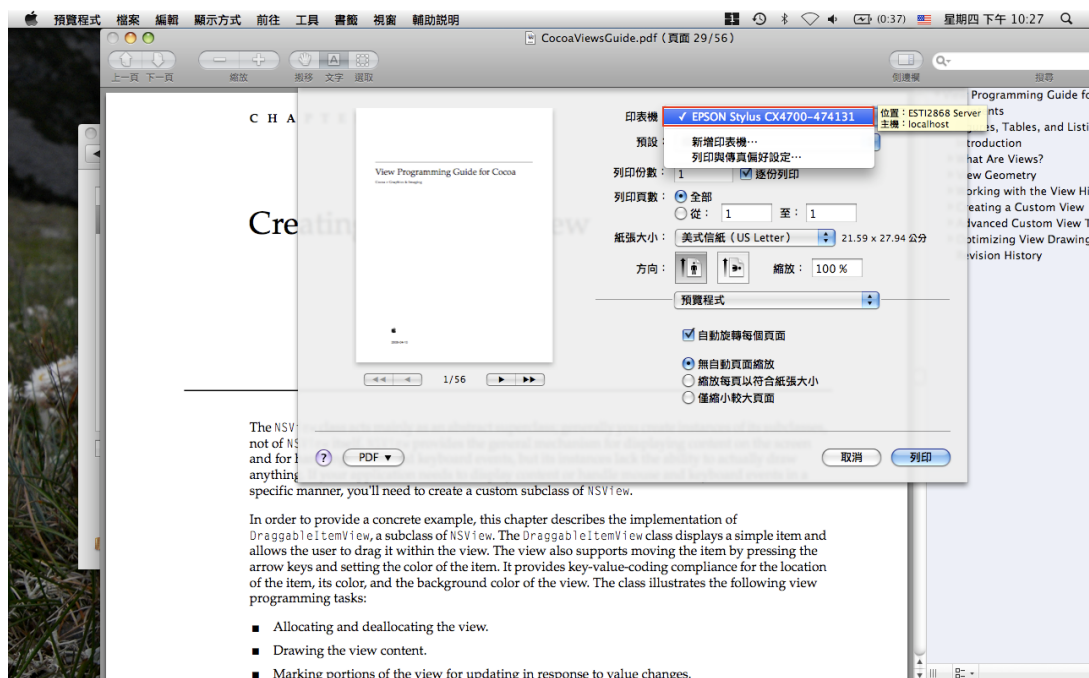 預覽程式 檔案 編輯 顯示方式 前往 工具 書籤 視窗 輔助說明
(0:37) 星期四 下午 10:27
CocoaViewsGuide.pdf (頁面 29/56)
上一頁 下一頁 縮放 搬移 文字 選取 側邊欄 搜尋
CHAPTE
Creating
ew
View Programming Guide for Cocoa
2006-04-13
1/56
印表機: ✓ EPSON Stylus CX4700-474131
新增印表機⋯
列印與傳真偏好設定⋯
位置:ESTI2868 Server
主機:localhost
預設:
列印份數: 1 逐份列印
列印頁數: 全部
從: 1 至: 1
紙張大小: 美式信紙 (US Letter) 21.59 x 27.94 公分
方向: 縮放: 100 %
預覽程式
自動旋轉每個頁面
無自動頁面縮放
縮放每頁以符合紙張大小
僅縮小較大頁面
? PDF ▼ 取消 列印
Programming Guide fo
nts
es, Tables, and Listi
troduction
hat Are Views?
ew Geometry
orking with the View Hi
eating a Custom View
dvanced Custom View T
ptimizing View Drawing
evision History
The NSV
not of NS
and for
anything
specific manner, you'll need to create a custom subclass of NSView.
In order to provide a concrete example, this chapter describes the implementation of
DraggableItemView, a subclass of NSView. The DraggableItemView class displays a simple item and
allows the user to drag it within the view. The view also supports moving the item by pressing the
arrow keys and setting the color of the item. It provides key-value-coding compliance for the location
of the item, its color, and the background color of the view. The class illustrates the following view
programming tasks:
■ Allocating and deallocating the view.
■ Drawing the view content.
■ Marking portions of the view for updating in response to value changes.